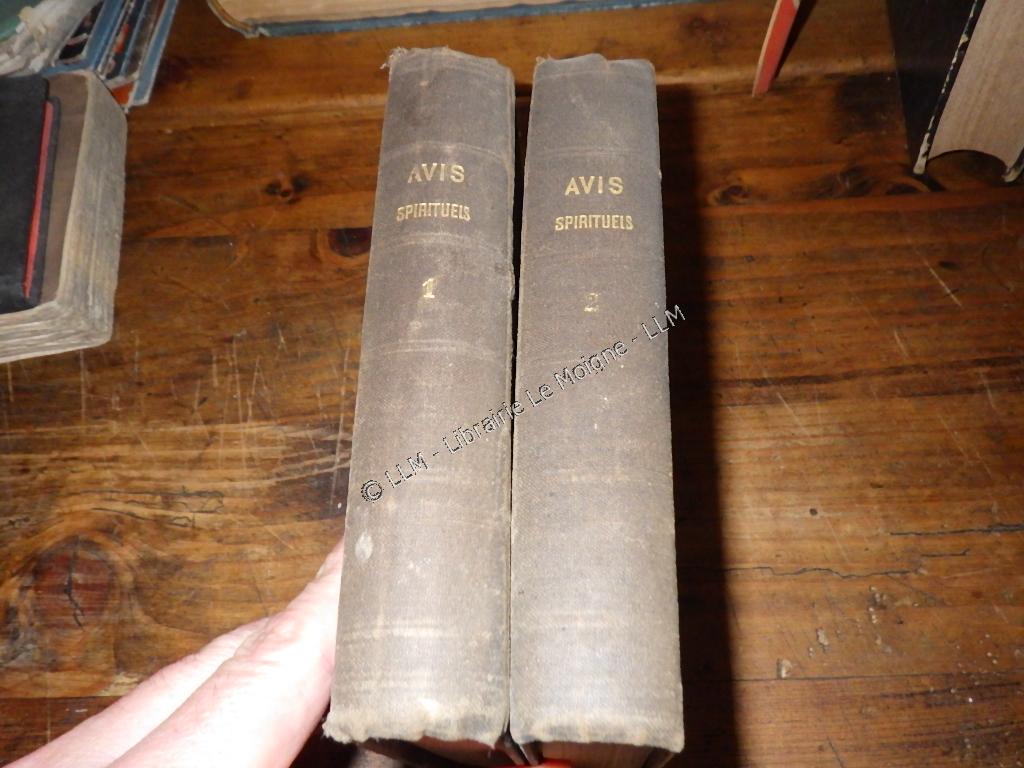 AVIS
SPIRITUELS
1
AVIS
SPIRITUELS
2
© LLM - Librairie Le Moigne - LLM